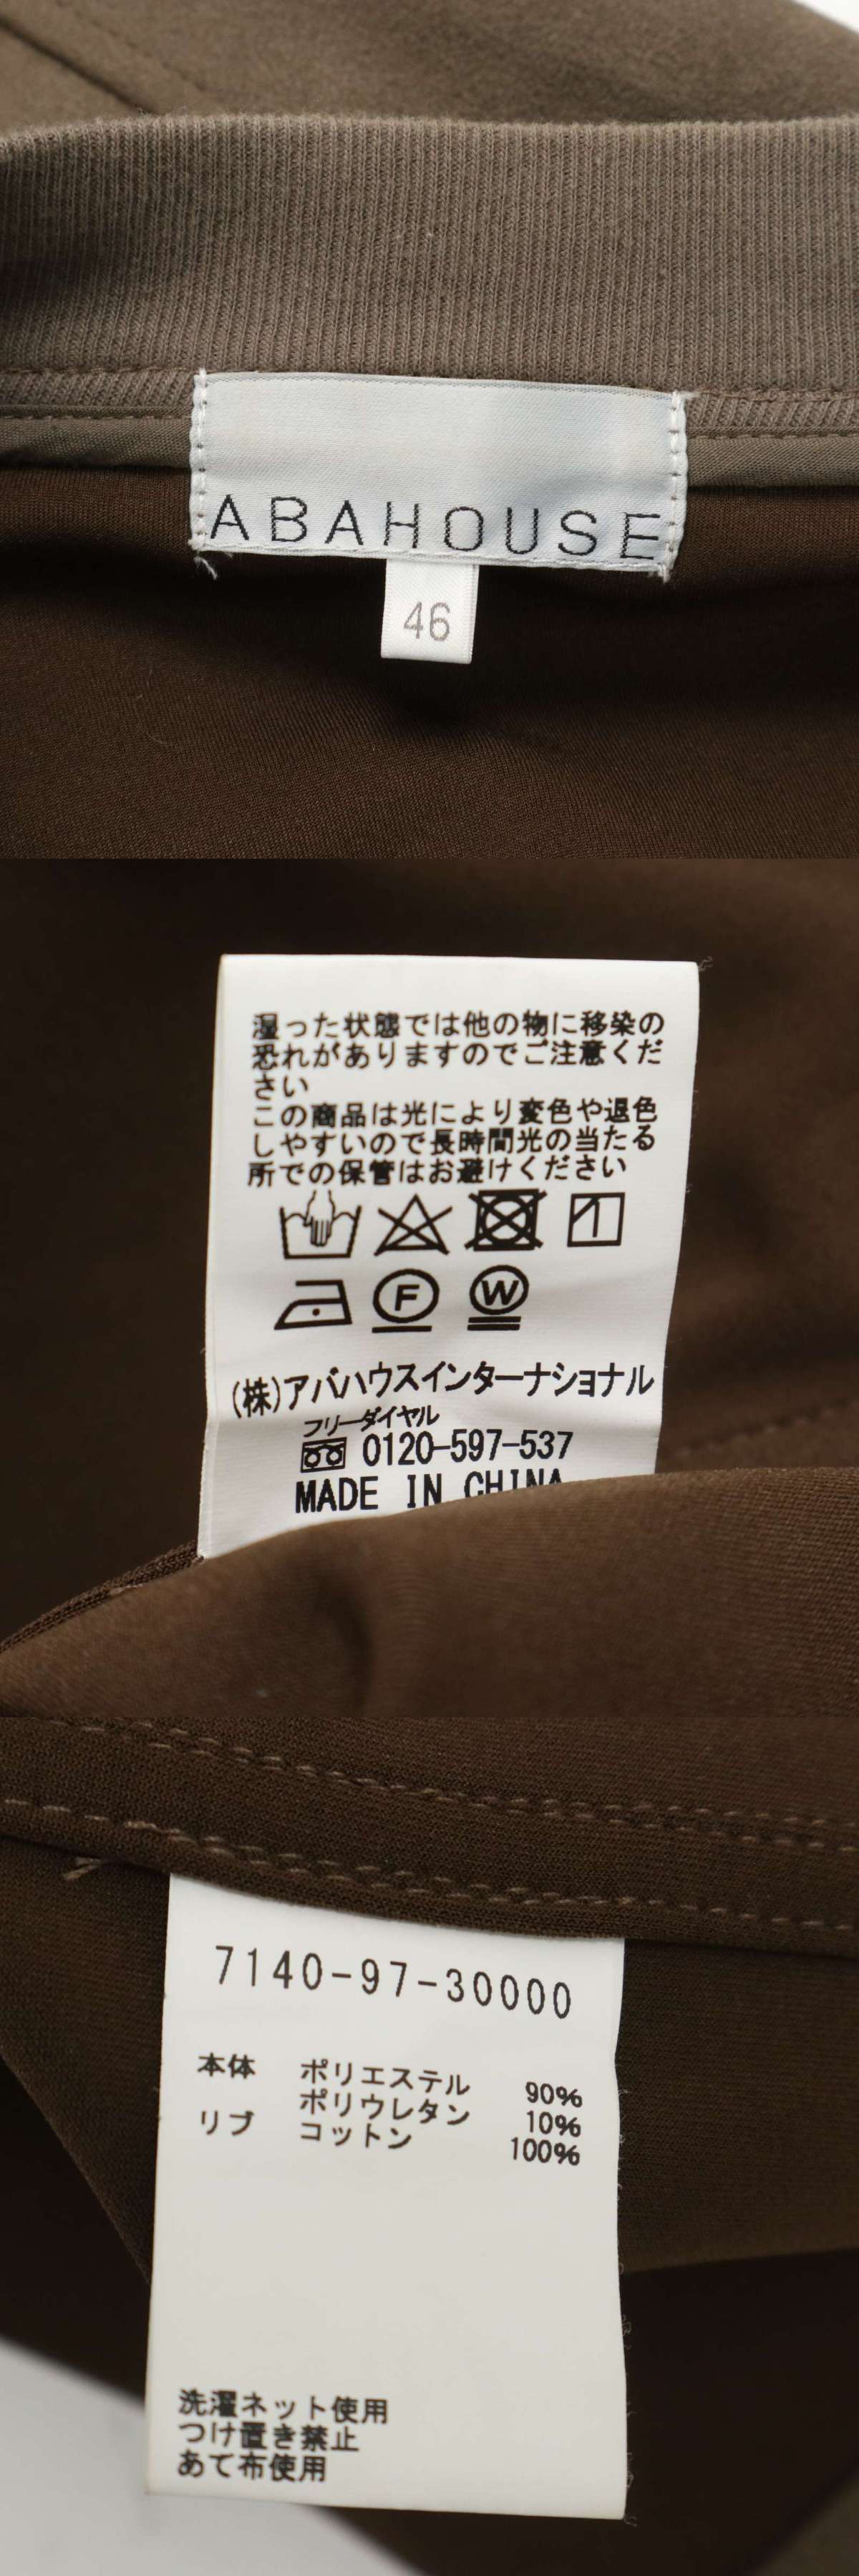 ABAHOUSE
46
湿った状態では他の物に移染の
恐れがありますのでご注意くだ
さい
この商品は光により変色や退色
しやすいので長時間光の当たる
所での保管はお避けください
F W
(株)アバハウスインターナショナル
フリーダイヤル
0120-597-537
MADE IN CHINA
7140-97-30000
本体 ポリエステル 90%
ポリウレタン 10%
リブ コットン 100%
洗濯ネット使用
つけ置き禁止
あて布使用